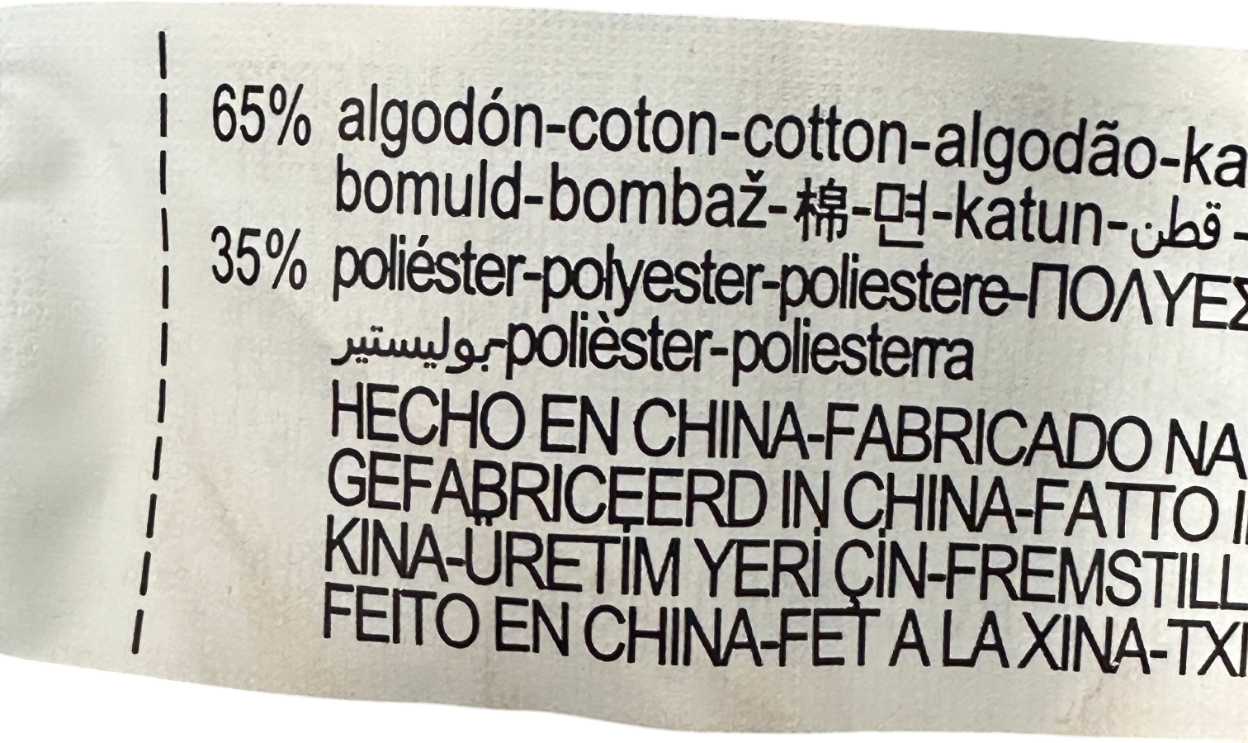 65% algodón-coton-cotton-algodão-ka
bomuld-bombaž-棉-면-katun-قطن-
35% poliéster-polyester-poliestere-ΠΟΛΥΕΣ
بوليستير-polièster-poliesterra
HECHO EN CHINA-FABRICADO NA
GEFABRICEERD IN CHINA-FATTO I
KINA-ÜRETİM YERİ ÇİN-FREMSTILL
FEITO EN CHINA-FET A LA XINA-TXI